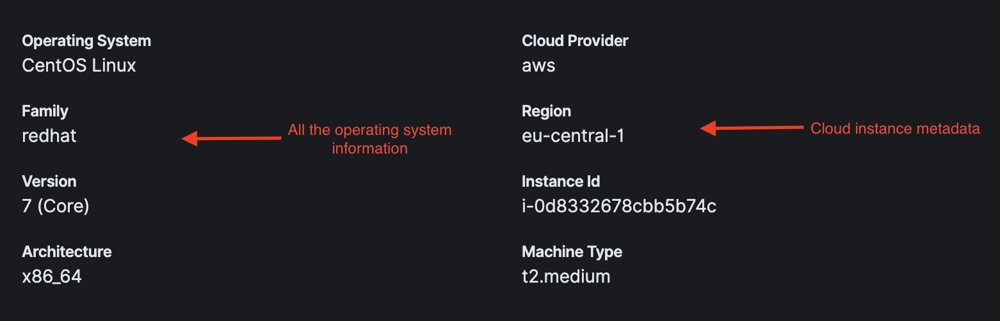 Operating System
CentOS Linux
Family
redhat
Version
7 (Core)
Architecture
x86_64
All the operating system
information
Cloud Provider
aws
Region
eu-central-1
Instance Id
i-0d8332678cbb5b74c
Machine Type
t2.medium
Cloud instance metadata